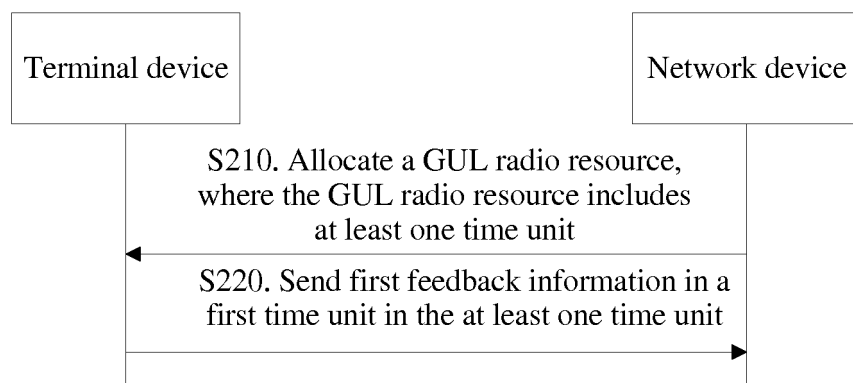 Terminal device
Network device
S210. Allocate a GUL radio resource,
where the GUL radio resource includes
at least one time unit
S220. Send first feedback information in a
first time unit in the at least one time unit